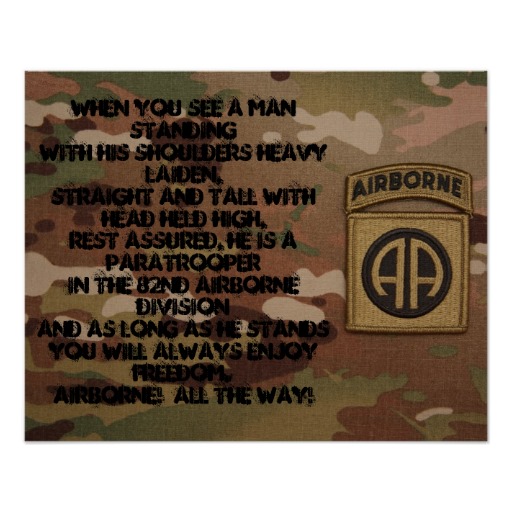 WHEN YOU SEE A MAN
STANDING
WITH HIS SHOULDERS HEAVY
LAIDEN,
STRAIGHT AND TALL WITH
HEAD HELD HIGH,
REST ASSURED, HE IS A
PARATROOPER
IN THE 82ND AIRBORNE
DIVISION
AND AS LONG AS HE STANDS
YOU WILL ALWAYS ENJOY
FREEDOM.
AIRBORNE! ALL THE WAY!
AIRBORNE
AA